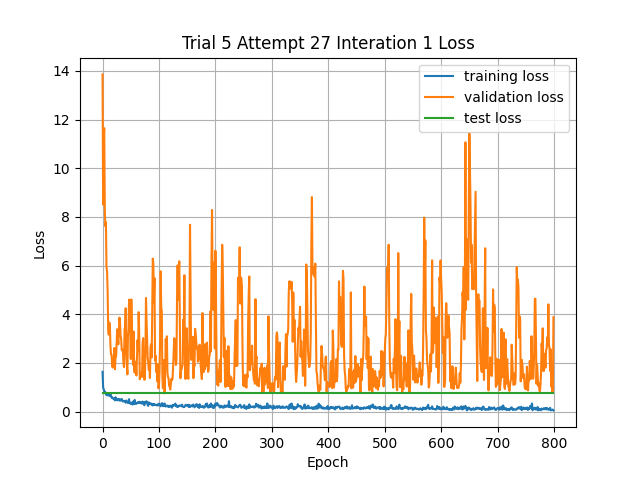 Trial 5 Attempt 27 Interation 1 Loss
training loss
validation loss
test loss
Loss
14
12
10
8
6
4
2
0
0 100 200 300 400 500 600 700 800
Epoch